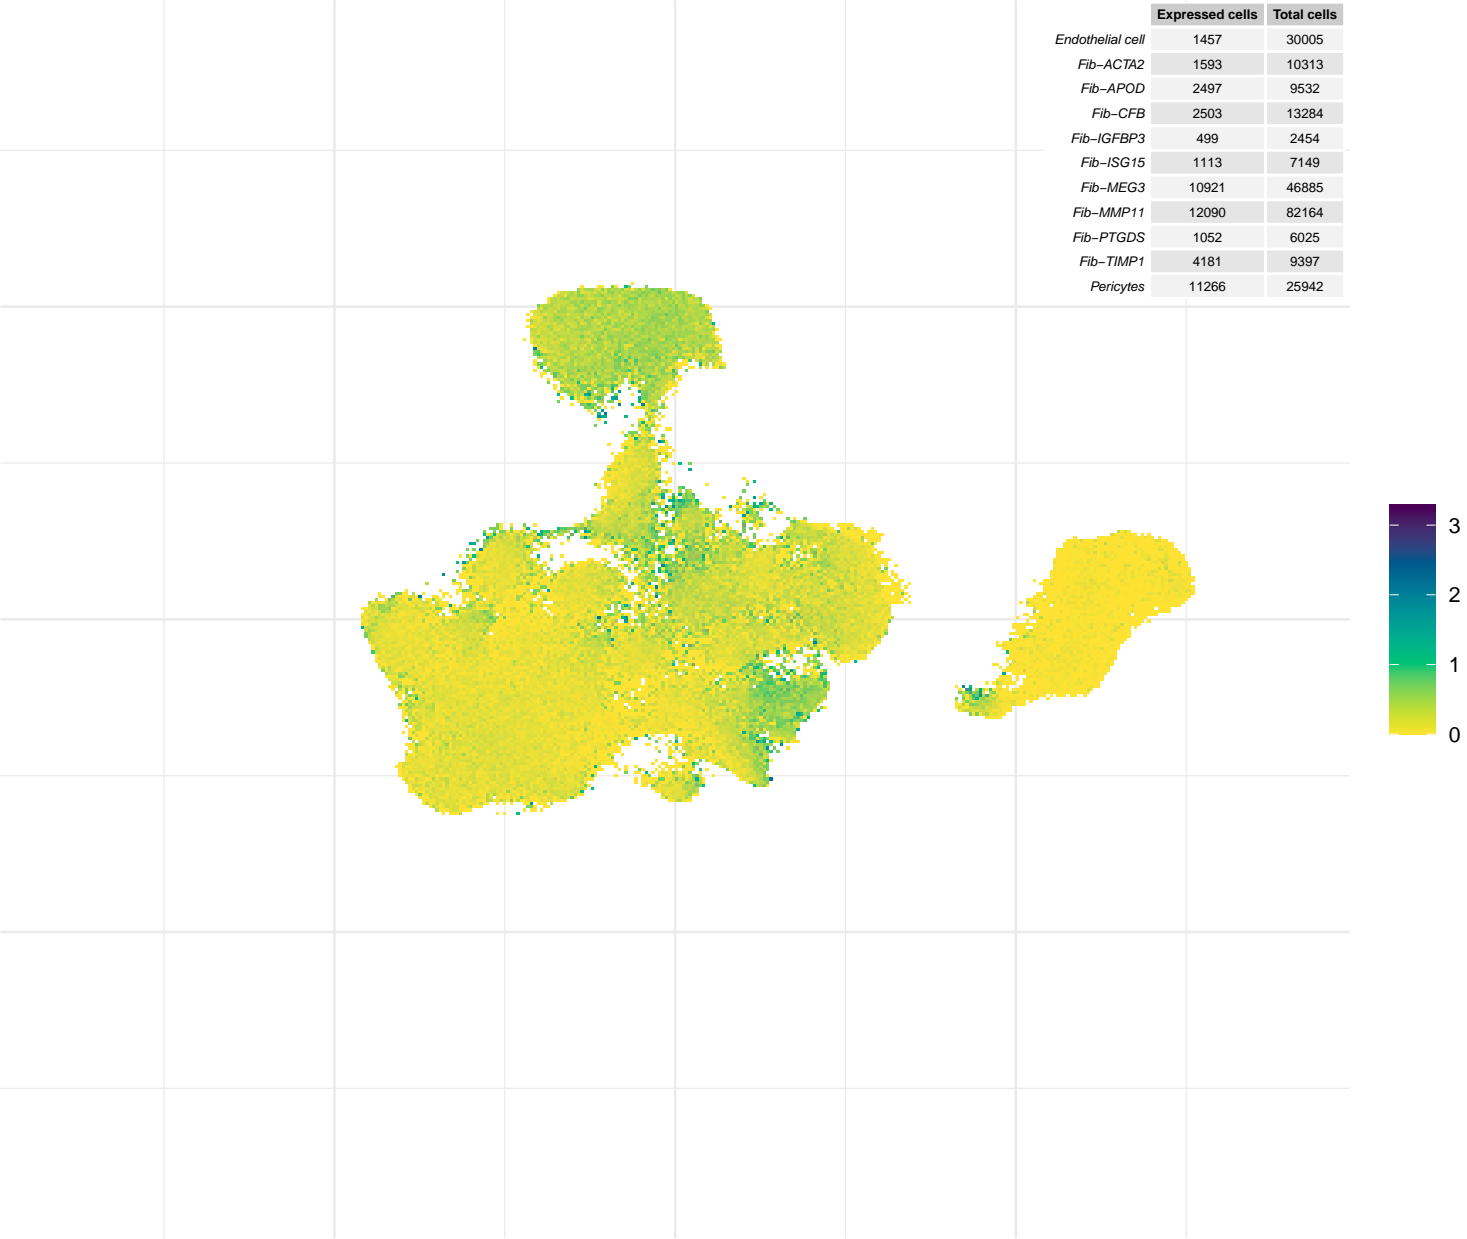 Expressed cells Total cells
Endothelial cell 1457 30005
Fib−ACTA2 1593 10313
Fib−APOD 2497 9532
Fib−CFB 2503 13284
Fib−IGFBP3 499 2454
Fib−ISG15 1113 7149
Fib−MEG3 10921 46885
Fib−MMP11 12090 82164
Fib−PTGDS 1052 6025
Fib−TIMP1 4181 9397
Pericytes 11266 25942
3
2
1
0